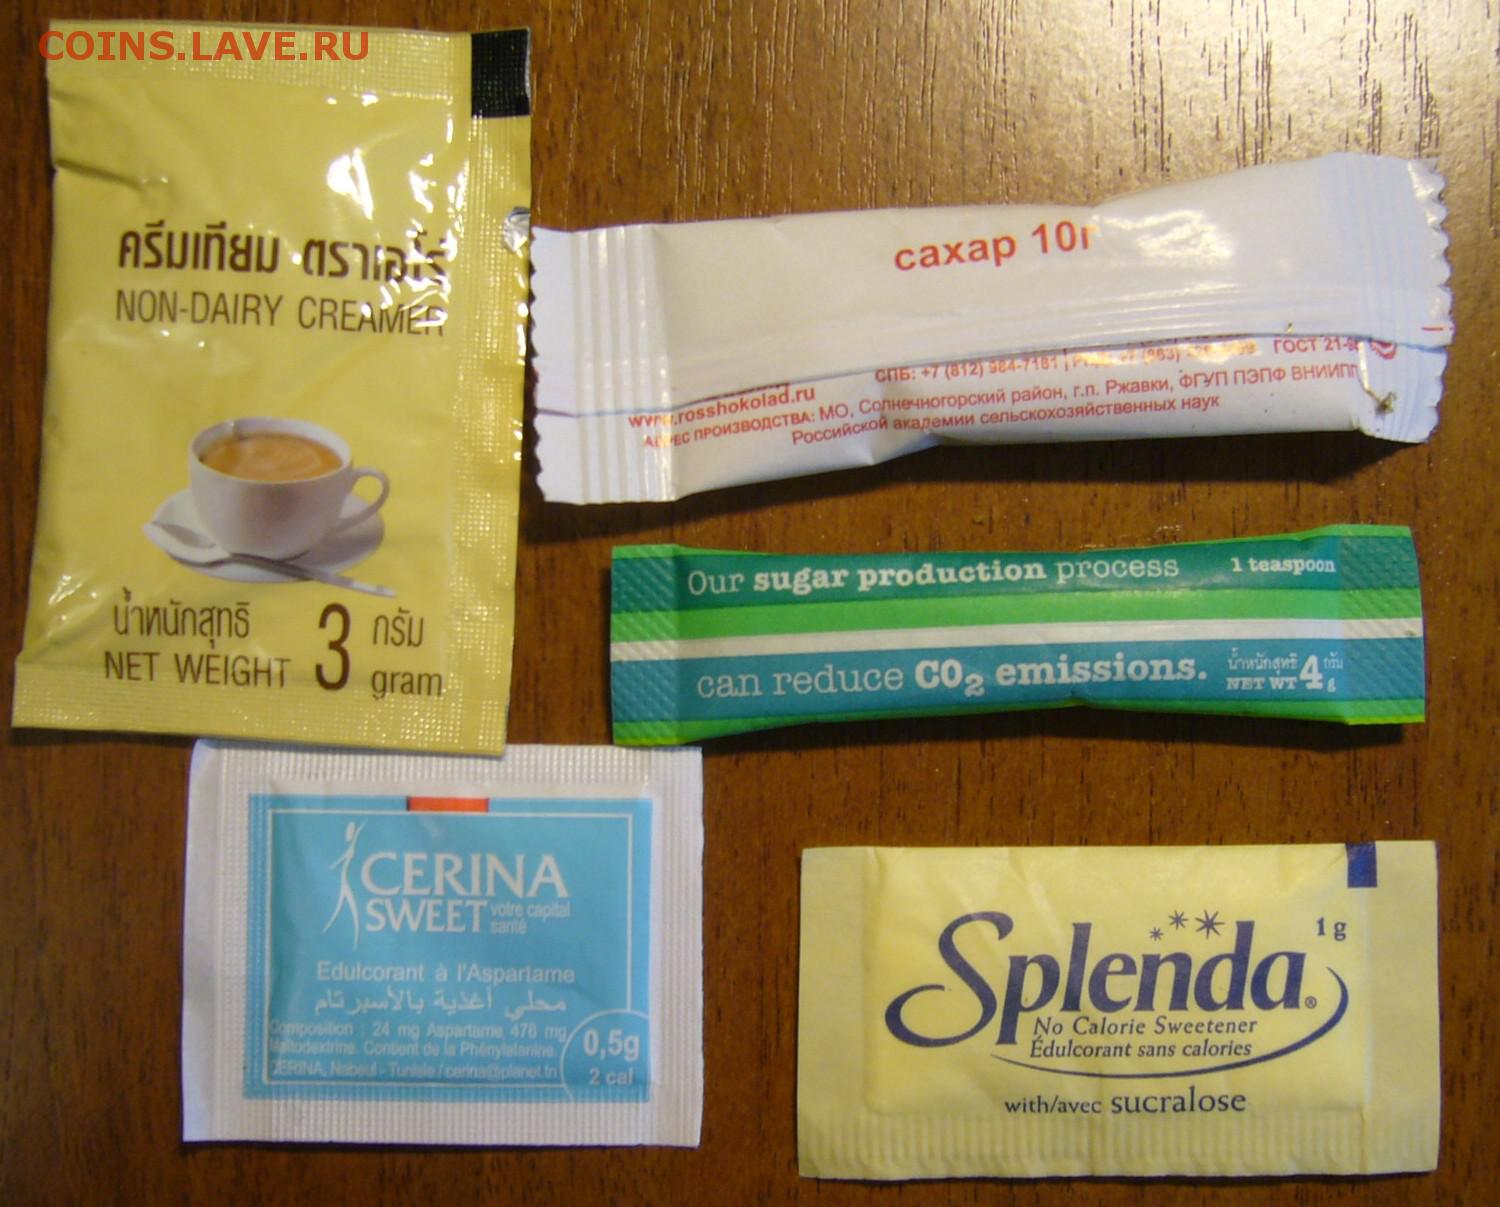 COINS.LAVE.RU
ครีมเทียม ตราเอโร่
NON-DAIRY CREAMER
น้ำหนักสุทธิ 3 กรัม
NET WEIGHT gram
сахар 10г
www.rosshokolad.ru
СПБ: +7 (812) 984-7181 | ГОСТ 21-
АДРЕС ПРОИЗВОДСТВА: МО, Солнечногорский район, г.п. Ржавки, ФГУП ПЭПФ ВНИИПП
Российской академии сельскохозяйственных наук
Our sugar production process 1 teaspoon
can reduce CO₂ emissions. น้ำหนักสุทธิ 4 กรัม
NET WT g
CERINA
SWEET votre capital
santé
Edulcorant à l'Aspartame
محلي أغذية بالأسبرتام
Composition : 24 mg Aspartame, 476 mg
Maltodextrine. Contient de la Phénylalanine.
CERINA, Nabeul - Tunisie / cerina@planet.tn
0,5g
2 cal
Splenda® 1 g
No Calorie Sweetener
Édulcorant sans calories
with/avec sucralose